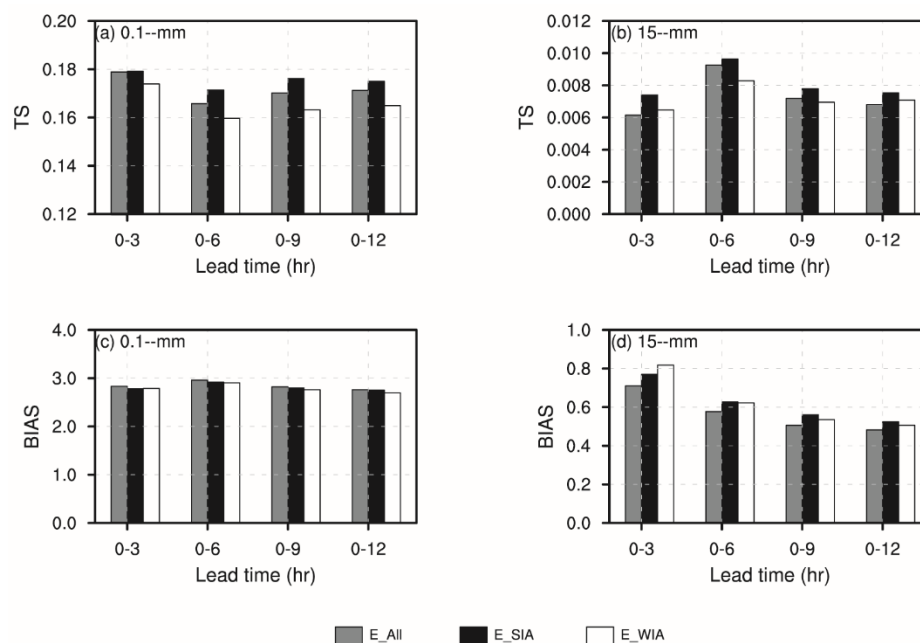 (a) 0.1--mm
TS
0.20
0.18
0.16
0.14
0.12
0-3 0-6 0-9 0-12
Lead time (hr)
(b) 15--mm
TS
0.012
0.010
0.008
0.006
0.004
0.002
0.000
0-3 0-6 0-9 0-12
Lead time (hr)
(c) 0.1--mm
BIAS
4.0
3.0
2.0
1.0
0.0
0-3 0-6 0-9 0-12
Lead time (hr)
(d) 15--mm
BIAS
1.0
0.8
0.6
0.4
0.2
0.0
0-3 0-6 0-9 0-12
Lead time (hr)
E_All E_SIA E_WIA